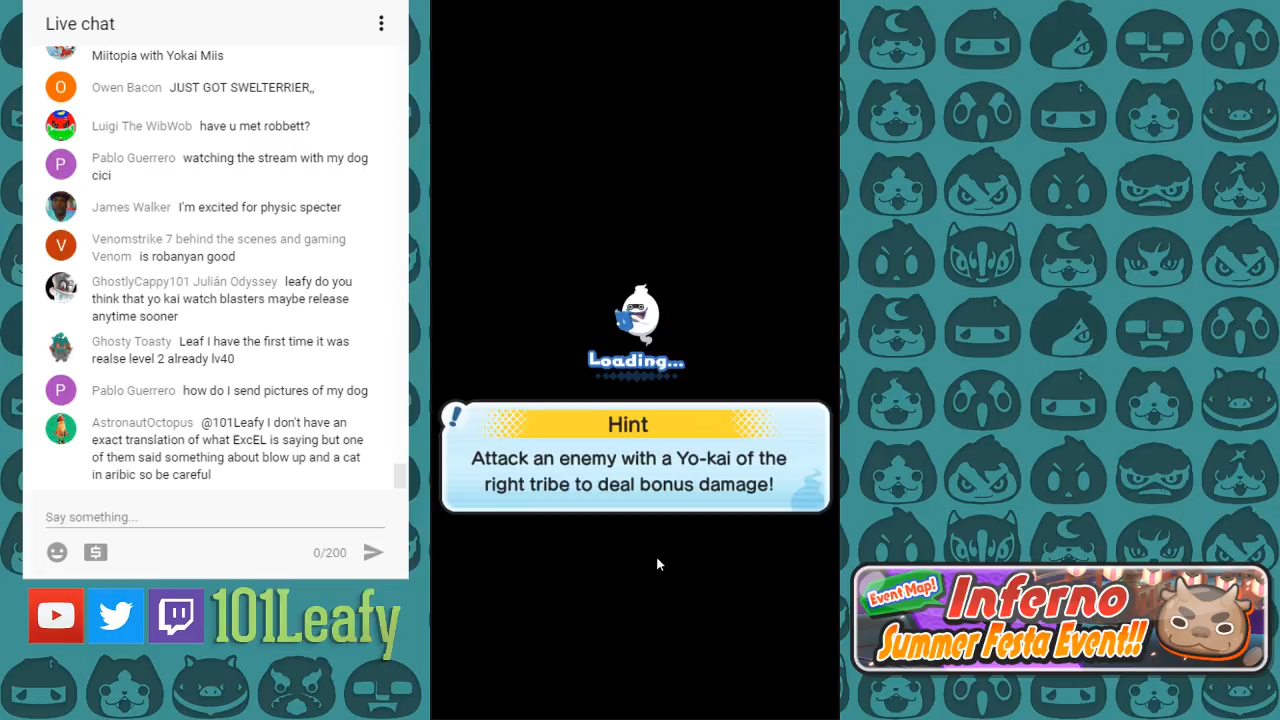 Live chat
Miitopia with Yokai Miis
O
Owen Bacon JUST GOT SWELTERRIER,,
Luigi The WibWob have u met robbett?
P
Pablo Guerrero watching the stream with my dog
cici
James Walker I'm excited for physic specter
V
Venomstrike 7 behind the scenes and gaming
Venom is robanyan good
GhostlyCappy101 Julián Odyssey leafy do you
think that yo kai watch blasters maybe release
anytime sooner
Ghosty Toasty Leaf I have the first time it was
realse level 2 already lv40
P
Pablo Guerrero how do I send pictures of my dog
AstronautOctopus @101Leafy I don't have an
exact translation of what ExcEL is saying but one
of them said something about blow up and a cat
in aribic so be careful
Say something...
0/200
101Leafy
Loading...
!
Hint
Attack an enemy with a Yo-kai of the
right tribe to deal bonus damage!
Event Map!
Inferno
Summer Festa Event!!